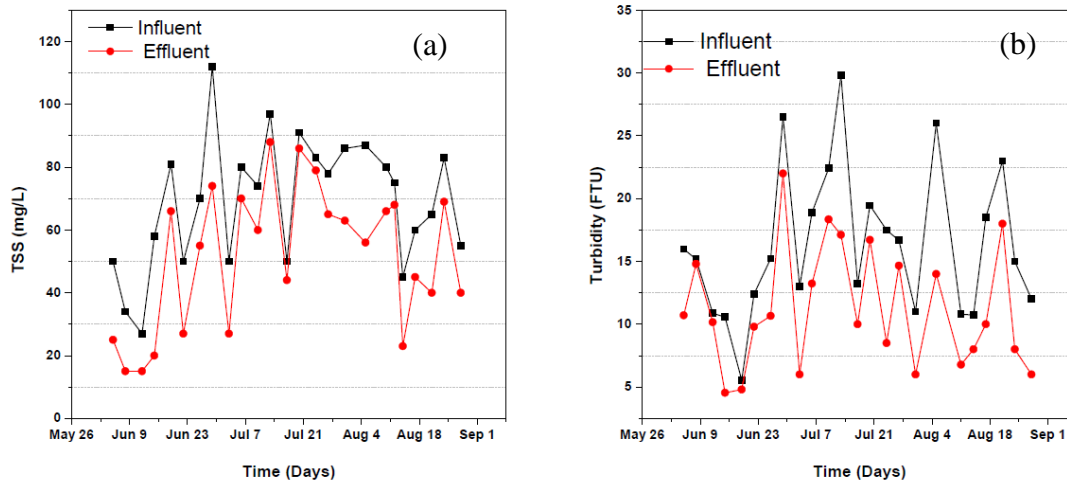 Influent
Effluent
(a)
TSS (mg/L)
120
100
80
60
40
20
0
May 26 Jun 9 Jun 23 Jul 7 Jul 21 Aug 4 Aug 18 Sep 1
Time (Days)
Influent
Effluent
(b)
Turbidity (FTU)
35
30
25
20
15
10
5
May 26 Jun 9 Jun 23 Jul 7 Jul 21 Aug 4 Aug 18 Sep 1
Time (Days)